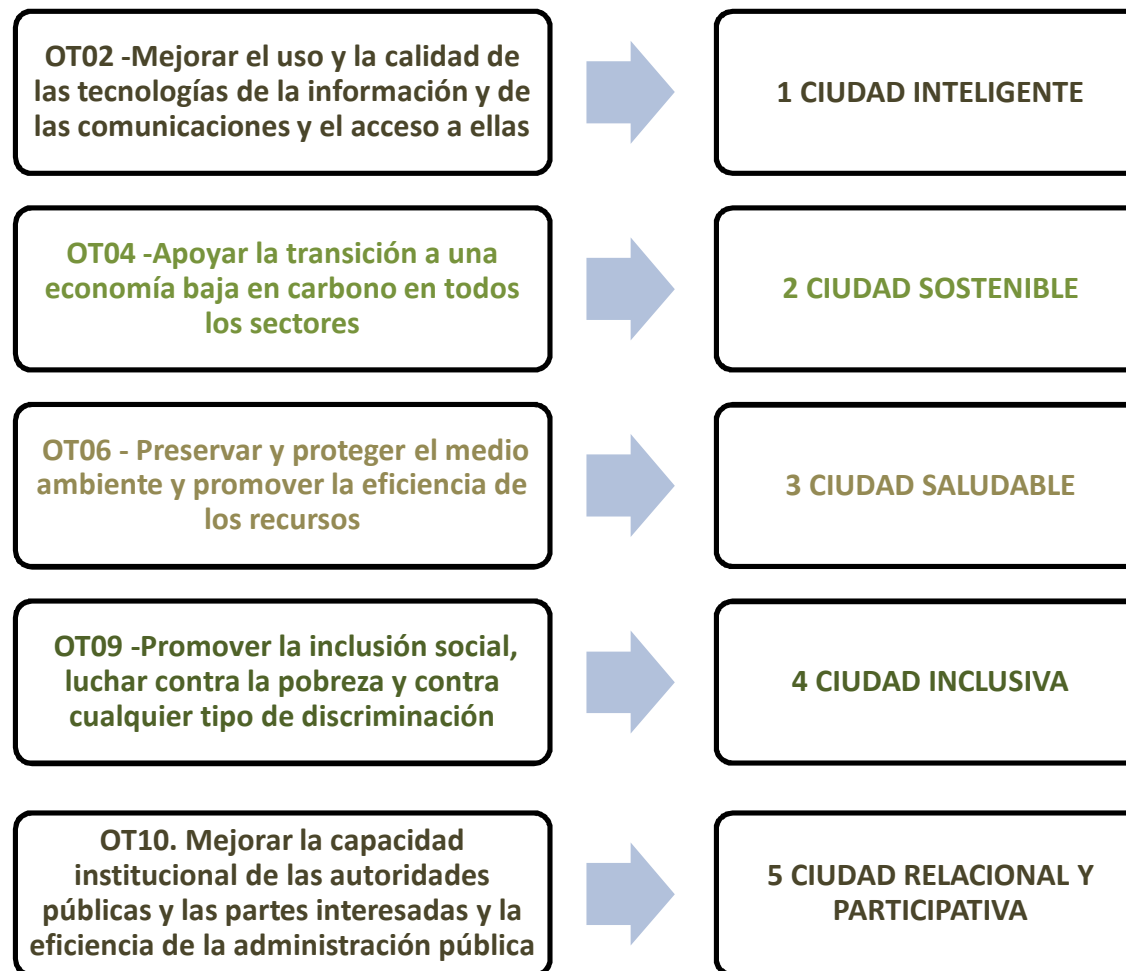 OT02 -Mejorar el uso y la calidad de
las tecnologías de la información y de
las comunicaciones y el acceso a ellas
1 CIUDAD INTELIGENTE
OT04 -Apoyar la transición a una
economía baja en carbono en todos
los sectores
2 CIUDAD SOSTENIBLE
OT06 - Preservar y proteger el medio
ambiente y promover la eficiencia de
los recursos
3 CIUDAD SALUDABLE
OT09 -Promover la inclusión social,
luchar contra la pobreza y contra
cualquier tipo de discriminación
4 CIUDAD INCLUSIVA
OT10. Mejorar la capacidad
institucional de las autoridades
públicas y las partes interesadas y la
eficiencia de la administración pública
5 CIUDAD RELACIONAL Y
PARTICIPATIVA